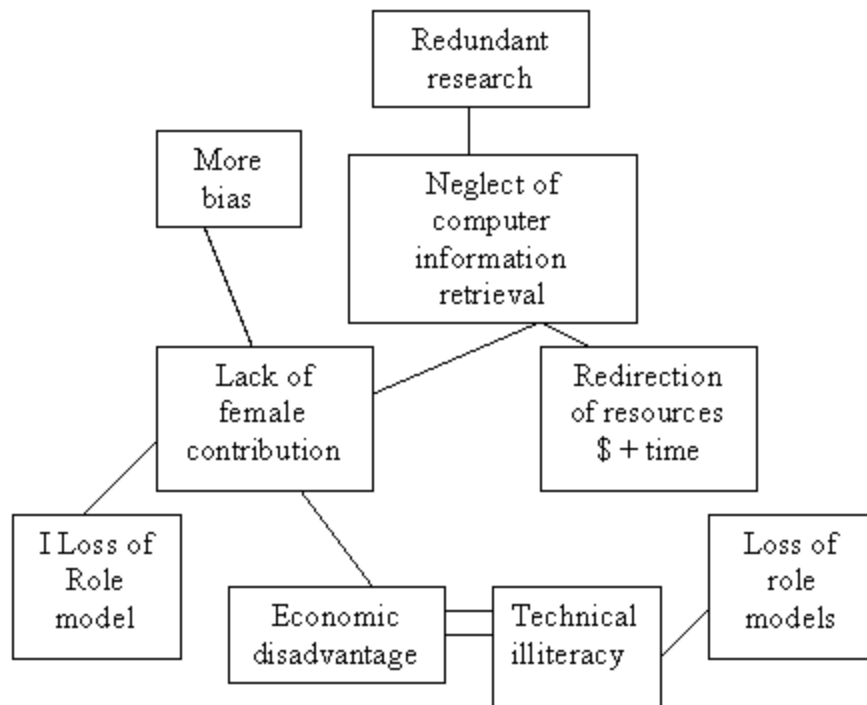 Redundant
research
More
bias
Neglect of
computer
information
retrieval
Lack of
female
contribution
Redirection
of resources
$ + time
I Loss of
Role
model
Loss of
role
models
Economic
disadvantage
Technical
illiteracy